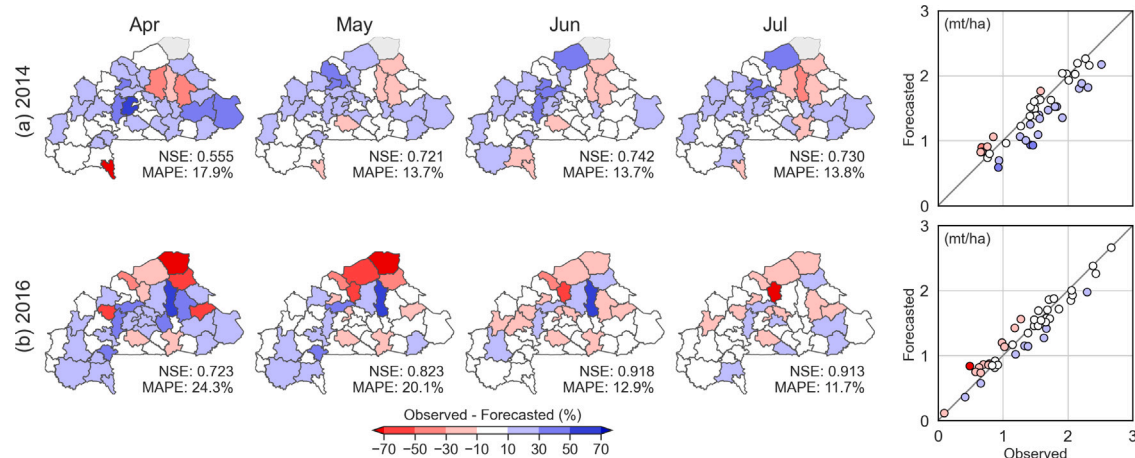 Apr May Jun Jul
(a) 2014
NSE: 0.555
MAPE: 17.9%
NSE: 0.721
MAPE: 13.7%
NSE: 0.742
MAPE: 13.7%
NSE: 0.730
MAPE: 13.8%
(mt/ha)
Forecasted
3
2
1
0
(b) 2016
NSE: 0.723
MAPE: 24.3%
NSE: 0.823
MAPE: 20.1%
NSE: 0.918
MAPE: 12.9%
NSE: 0.913
MAPE: 11.7%
(mt/ha)
Forecasted
3
2
1
0
0 1 2 3
Observed
Observed - Forecasted (%)
−70 −50 −30 −10 10 30 50 70